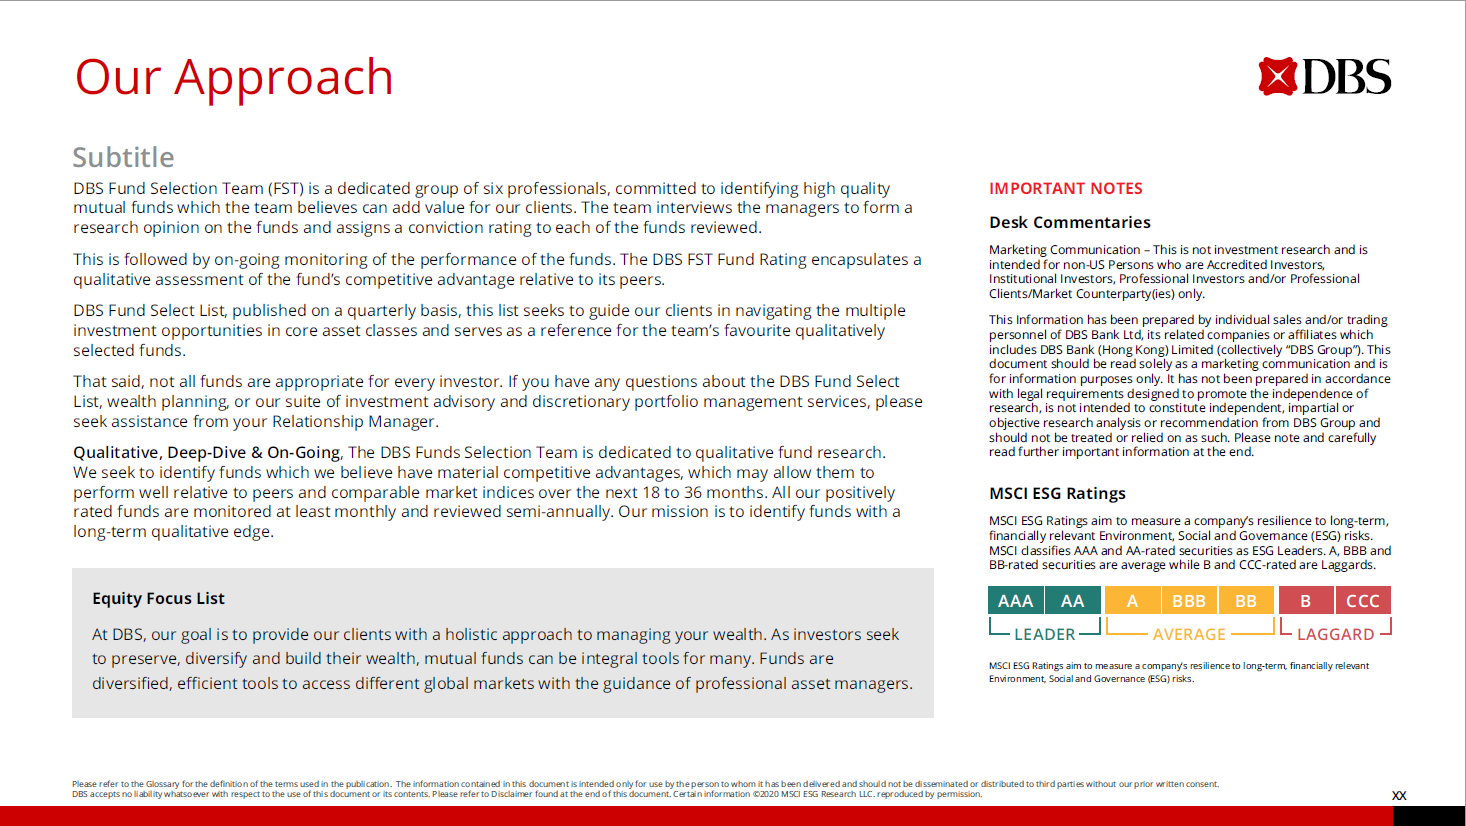 Our Approach
DBS
Subtitle
DBS Fund Selection Team (FST) is a dedicated group of six professionals, committed to identifying high quality
mutual funds which the team believes can add value for our clients. The team interviews the managers to form a
research opinion on the funds and assigns a conviction rating to each of the funds reviewed.
This is followed by on-going monitoring of the performance of the funds. The DBS FST Fund Rating encapsulates a
qualitative assessment of the fund’s competitive advantage relative to its peers.
DBS Fund Select List, published on a quarterly basis, this list seeks to guide our clients in navigating the multiple
investment opportunities in core asset classes and serves as a reference for the team’s favourite qualitatively
selected funds.
That said, not all funds are appropriate for every investor. If you have any questions about the DBS Fund Select
List, wealth planning, or our suite of investment advisory and discretionary portfolio management services, please
seek assistance from your Relationship Manager.
Qualitative, Deep-Dive & On-Going, The DBS Funds Selection Team is dedicated to qualitative fund research.
We seek to identify funds which we believe have material competitive advantages, which may allow them to
perform well relative to peers and comparable market indices over the next 18 to 36 months. All our positively
rated funds are monitored at least monthly and reviewed semi-annually. Our mission is to identify funds with a
long-term qualitative edge.
Equity Focus List
At DBS, our goal is to provide our clients with a holistic approach to managing your wealth. As investors seek
to preserve, diversify and build their wealth, mutual funds can be integral tools for many. Funds are
diversified, efficient tools to access different global markets with the guidance of professional asset managers.
IMPORTANT NOTES
Desk Commentaries
Marketing Communication – This is not investment research and is
intended for non-US Persons who are Accredited Investors,
Institutional Investors, Professional Investors and/or Professional
Clients/Market Counterparty(ies) only.
This Information has been prepared by individual sales and/or trading
personnel of DBS Bank Ltd, its related companies or affiliates which
includes DBS Bank (Hong Kong) Limited (collectively “DBS Group”). This
document should be read solely as a marketing communication and is
for information purposes only. It has not been prepared in accordance
with legal requirements designed to promote the independence of
research, is not intended to constitute independent, impartial or
objective research analysis or recommendation from DBS Group and
should not be treated or relied on as such. Please note and carefully
read further important information at the end.
MSCI ESG Ratings
MSCI ESG Ratings aim to measure a company’s resilience to long-term,
financially relevant Environment, Social and Governance (ESG) risks.
MSCI classifies AAA and AA-rated securities as ESG Leaders. A, BBB and
BB-rated securities are average while B and CCC-rated are Laggards.
AAA AA A BBB BB B CCC
LEADER AVERAGE LAGGARD
MSCI ESG Ratings aim to measure a company’s resilience to long-term, financially relevant
Environment, Social and Governance (ESG) risks.
Please refer to the Glossary for the definition of the terms used in the publication. The information contained in this document is intended only for use by the person to whom it has been delivered and should not be disseminated or distributed to third parties without our prior written consent.
DBS accepts no liability whatsoever with respect to the use of this document or its contents. Please refer to Disclaimer found at the end of this document. Certain information ©2020 MSCI ESG Research LLC. reproduced by permission.
xx